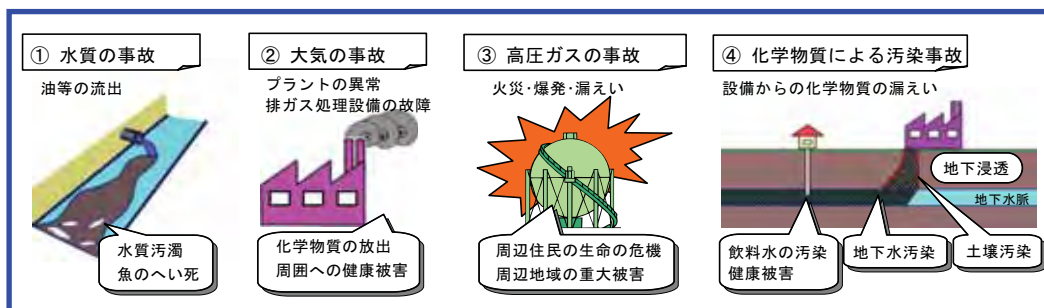 ① 水質の事故
油等の流出
水質汚濁
魚のへい死
② 大気の事故
プラントの異常
排ガス処理設備の故障
化学物質の放出
周囲への健康被害
③ 高圧ガスの事故
火災・爆発・漏えい
周辺住民の生命の危機
周辺地域の重大被害
④ 化学物質による汚染事故
設備からの化学物質の漏えい
地下浸透
地下水脈
飲料水の汚染
健康被害
地下水汚染
土壌汚染